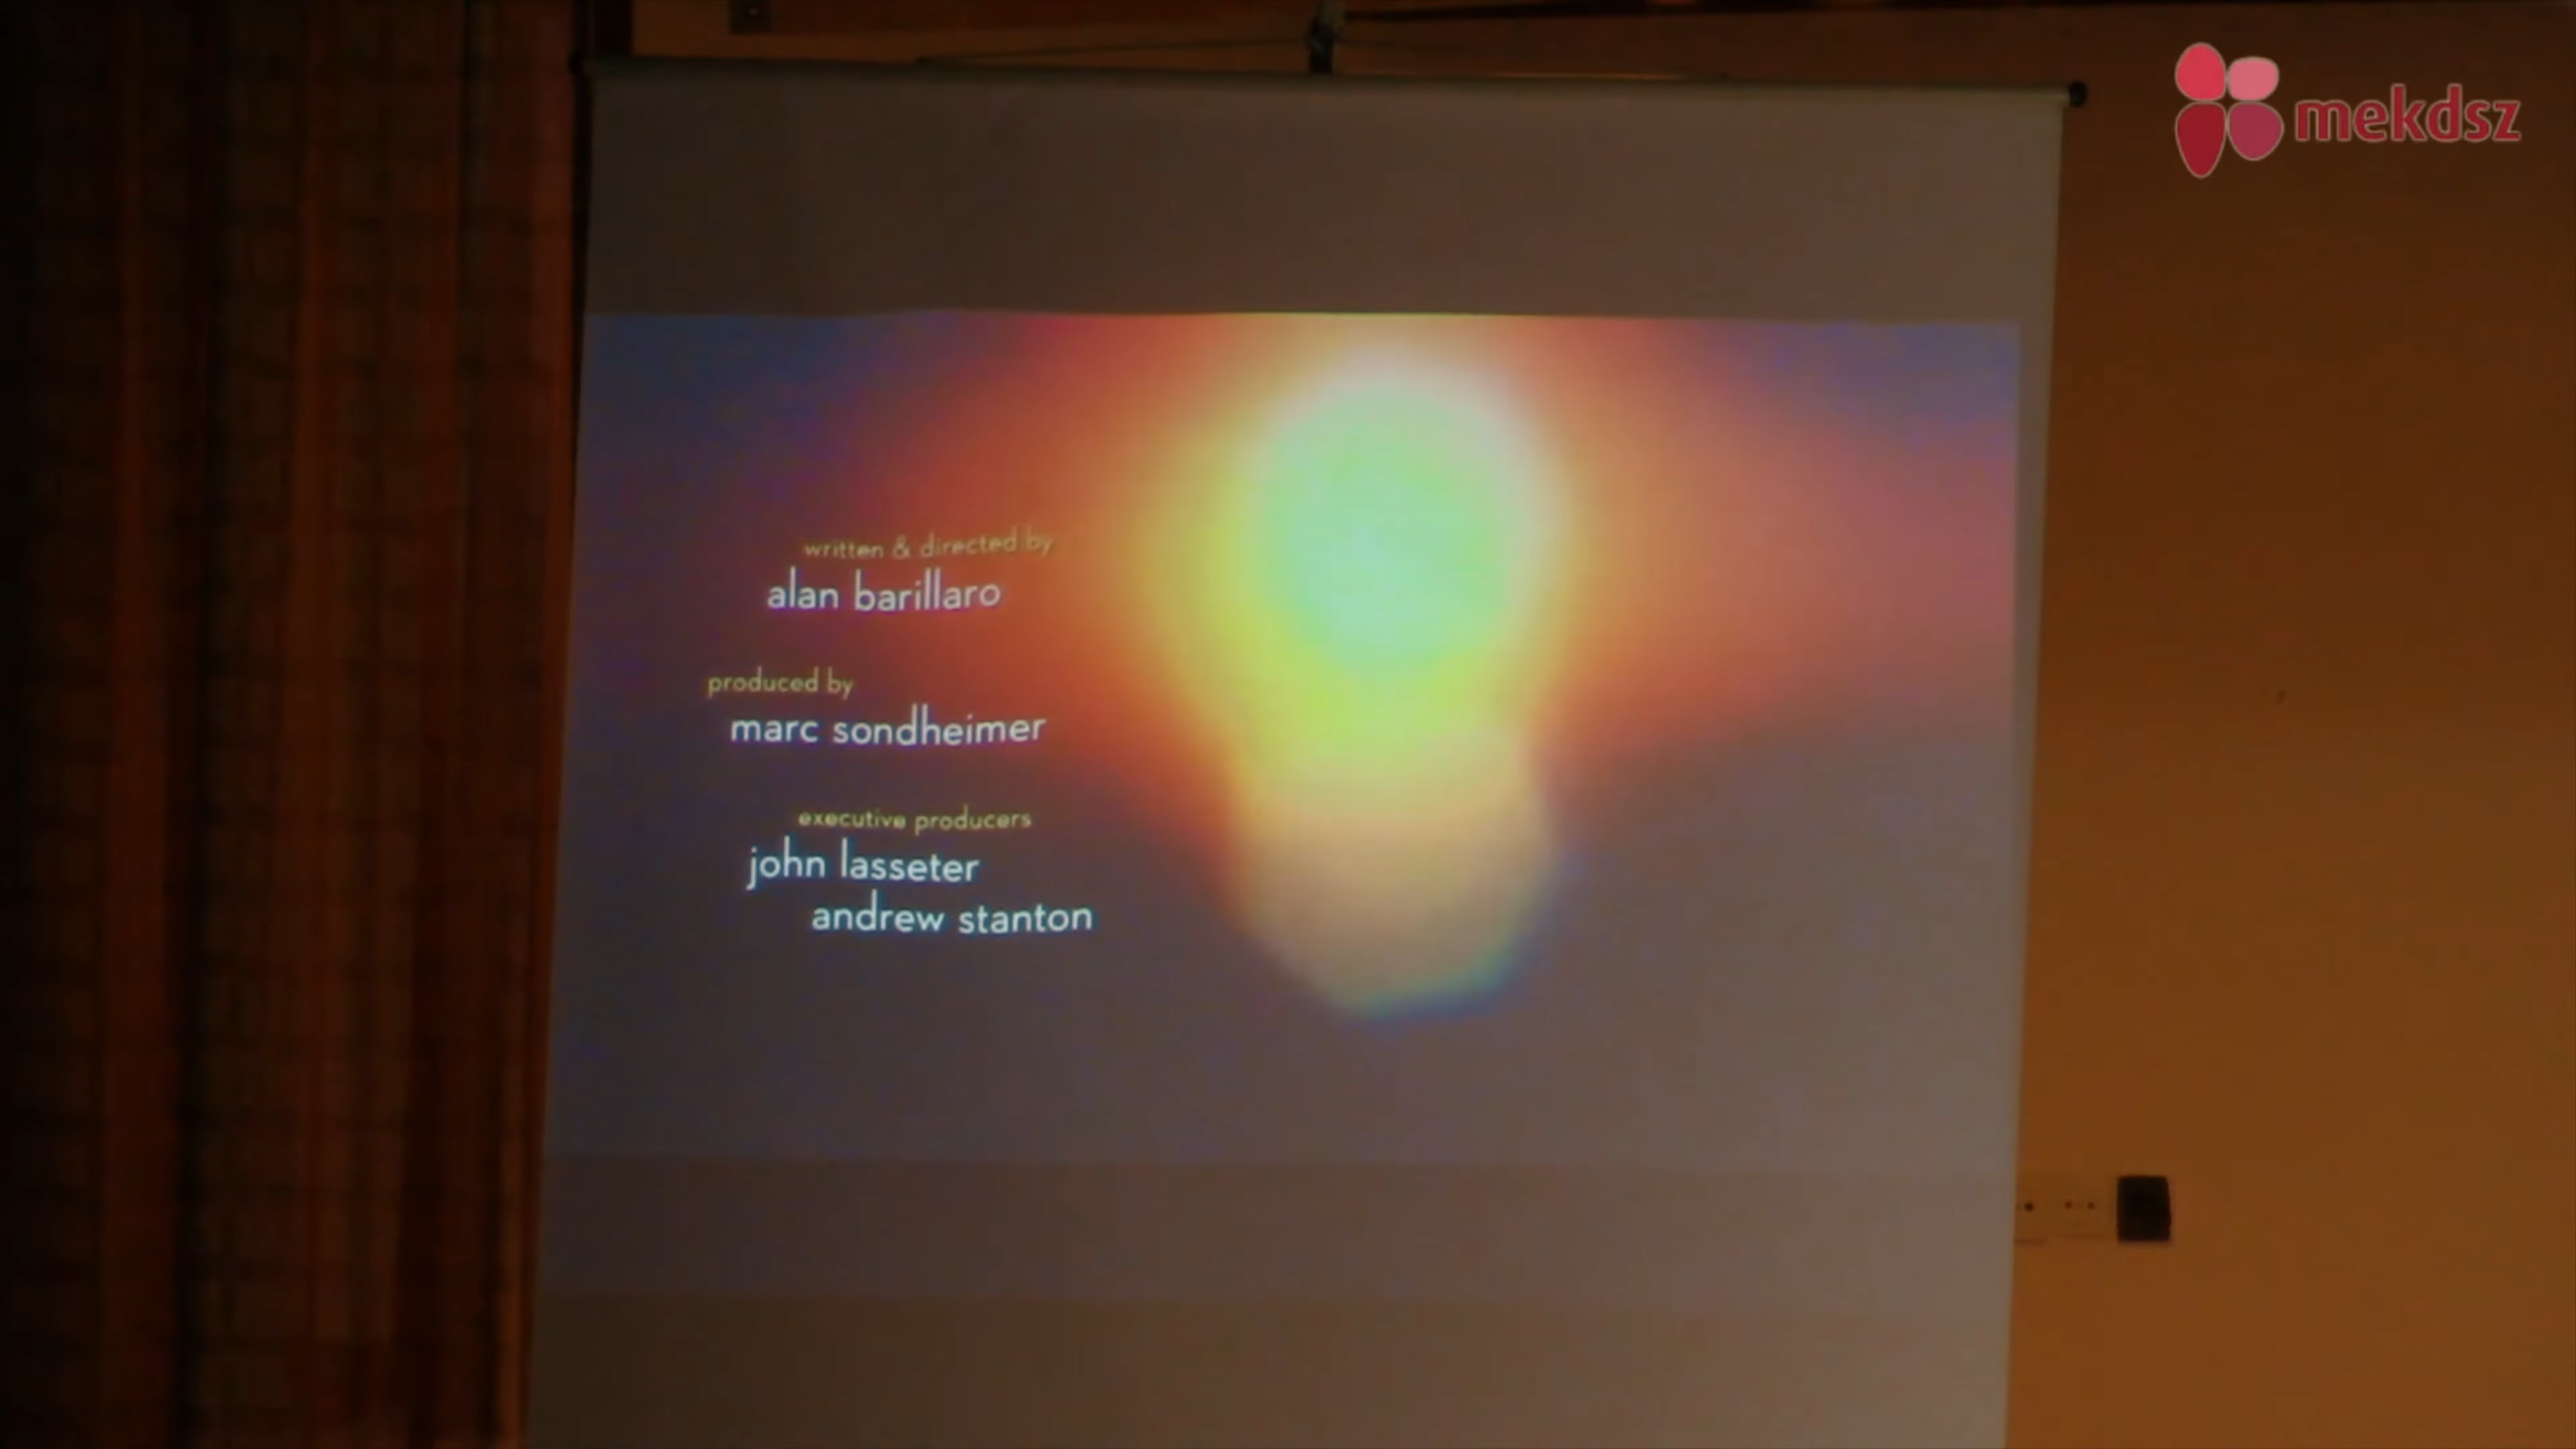 mekdsz
written & directed by
alan barillaro
produced by
marc sondheimer
executive producers
john lasseter
andrew stanton